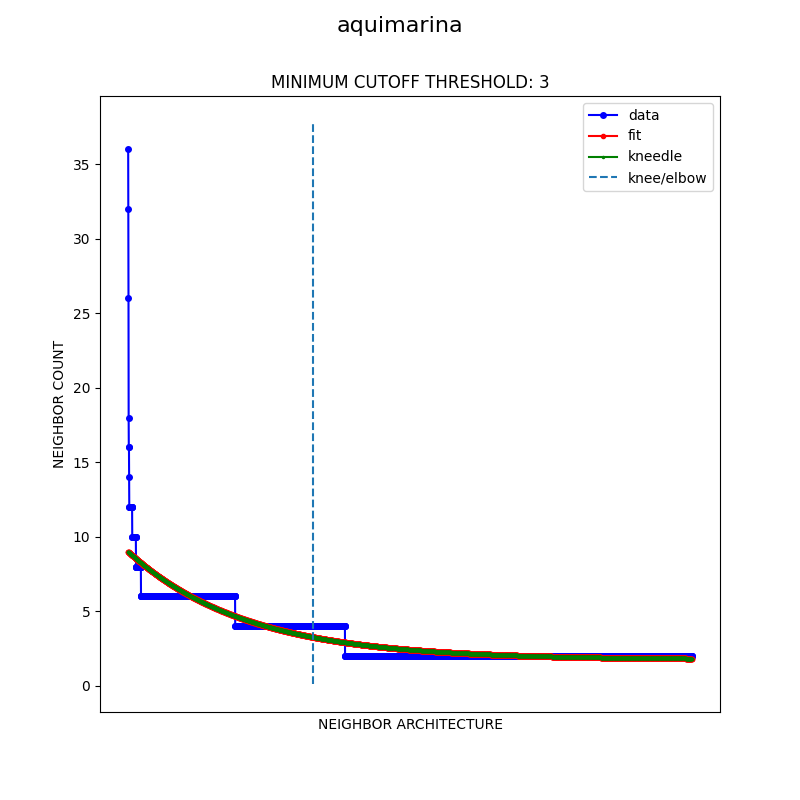 aquimarina
MINIMUM CUTOFF THRESHOLD: 3
data
fit
kneedle
knee/elbow
35
30
25
20
15
10
5
0
NEIGHBOR COUNT
NEIGHBOR ARCHITECTURE